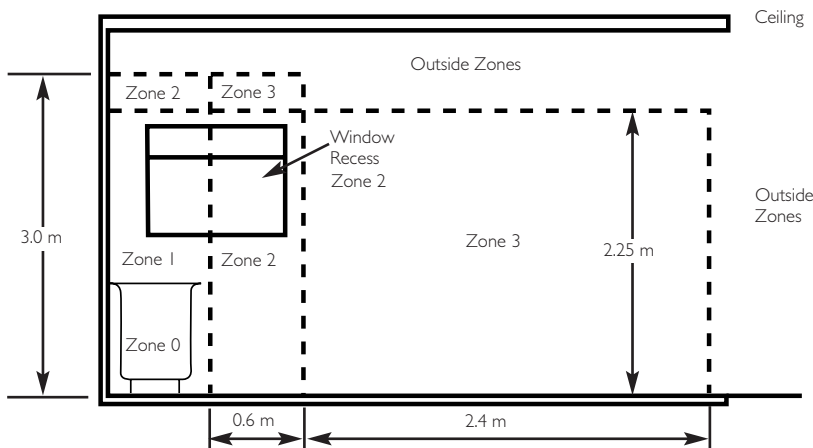 Ceiling
Outside Zones
Zone 2
Zone 3
Window
Recess
Zone 2
Outside
Zones
3.0 m
Zone 1
Zone 2
Zone 3
2.25 m
Zone 0
0.6 m
2.4 m